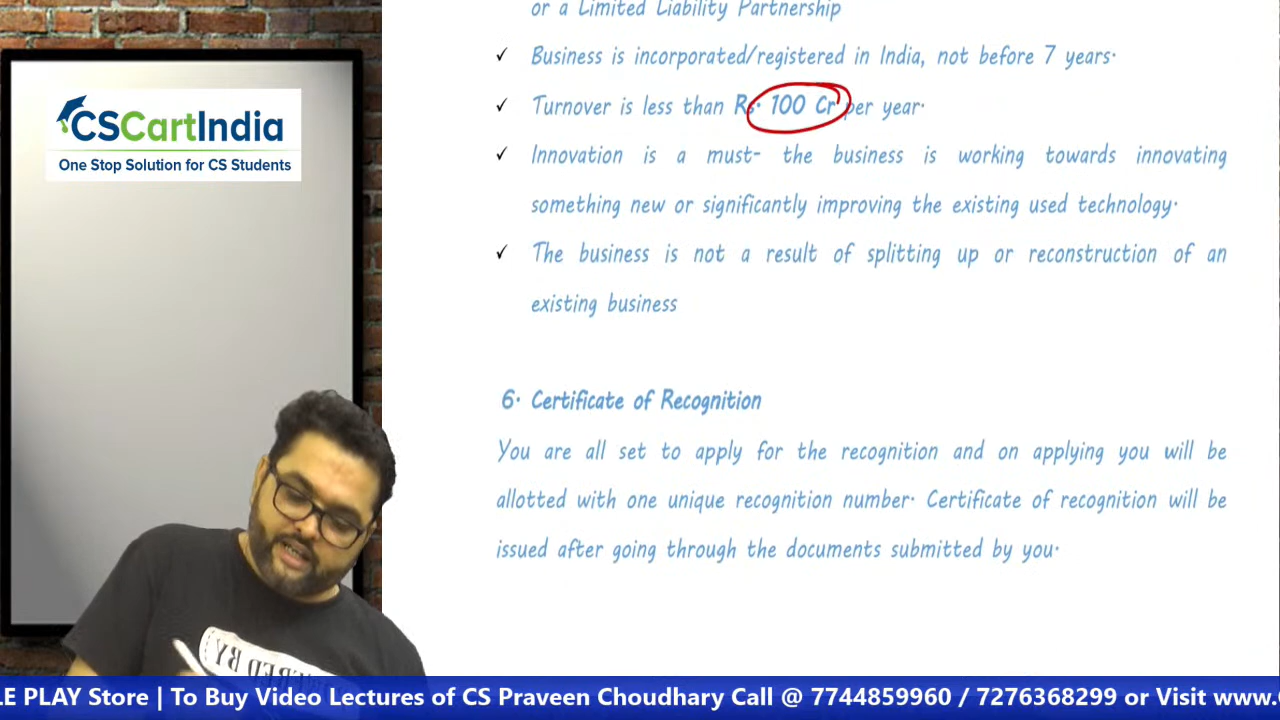 or a Limited Liability Partnership
✓ Business is incorporated/registered in India, not before 7 years.
✓ Turnover is less than Rs. 100 Cr per year.
✓ Innovation is a must- the business is working towards innovating
something new or significantly improving the existing used technology.
✓ The business is not a result of splitting up or reconstruction of an
existing business
6. Certificate of Recognition
You are all set to apply for the recognition and on applying you will be
allotted with one unique recognition number. Certificate of recognition will be
issued after going through the documents submitted by you.
CSCartIndia
One Stop Solution for CS Students
POWERED BY
LE PLAY Store | To Buy Video Lectures of CS Praveen Choudhary Call @ 7744859960 / 7276368299 or Visit www.